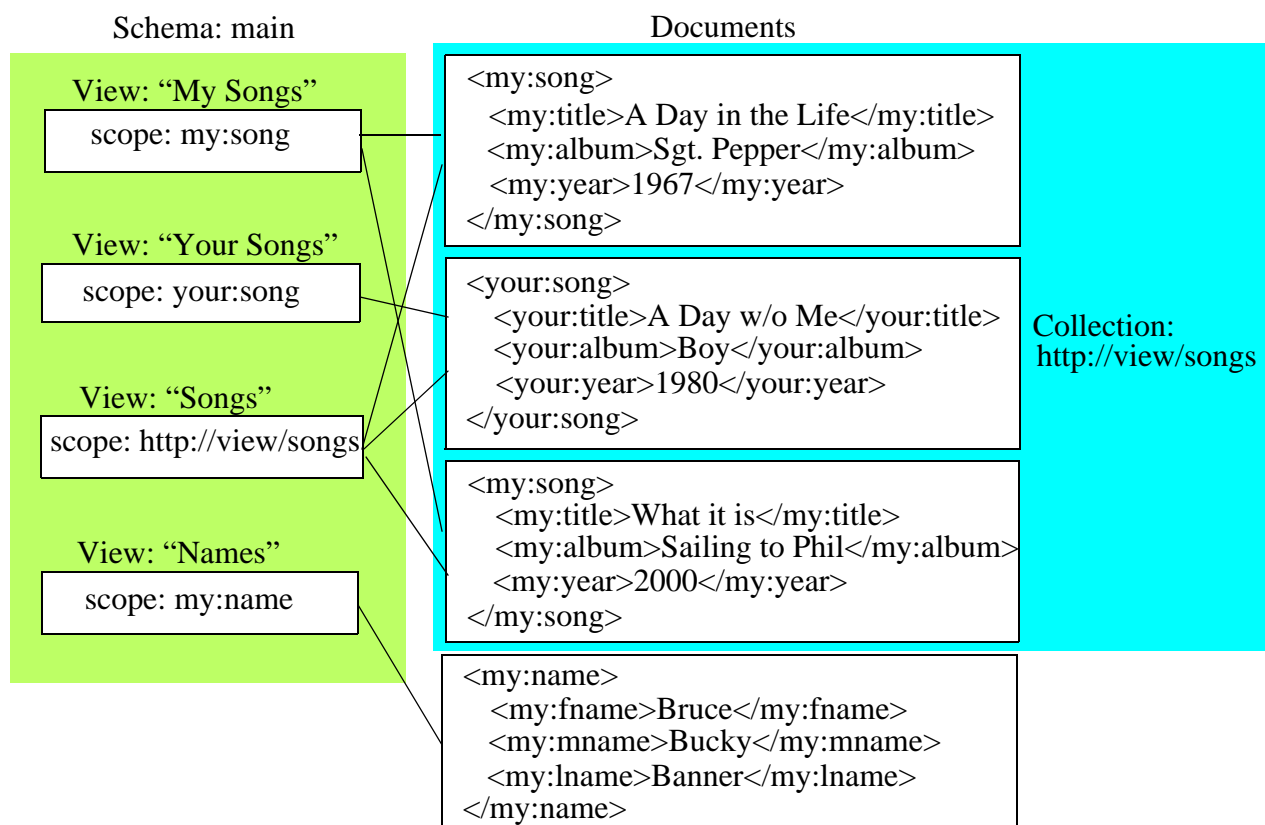 Schema: main
View: “My Songs”
scope: my:song
View: “Your Songs”
scope: your:song
View: “Songs”
scope: http://view/songs
View: “Names”
scope: my:name
Documents
<my:song>
<my:title>A Day in the Life</my:title>
<my:album>Sgt. Pepper</my:album>
<my:year>1967</my:year>
</my:song>
<your:song>
<your:title>A Day w/o Me</your:title>
<your:album>Boy</your:album>
<your:year>1980</your:year>
</your:song>
<my:song>
<my:title>What it is</my:title>
<my:album>Sailing to Phil</my:album>
<my:year>2000</my:year>
</my:song>
<my:name>
<my:fname>Bruce</my:fname>
<my:mname>Bucky</my:mname>
<my:lname>Banner</my:lname>
</my:name>
Collection:
http://view/songs